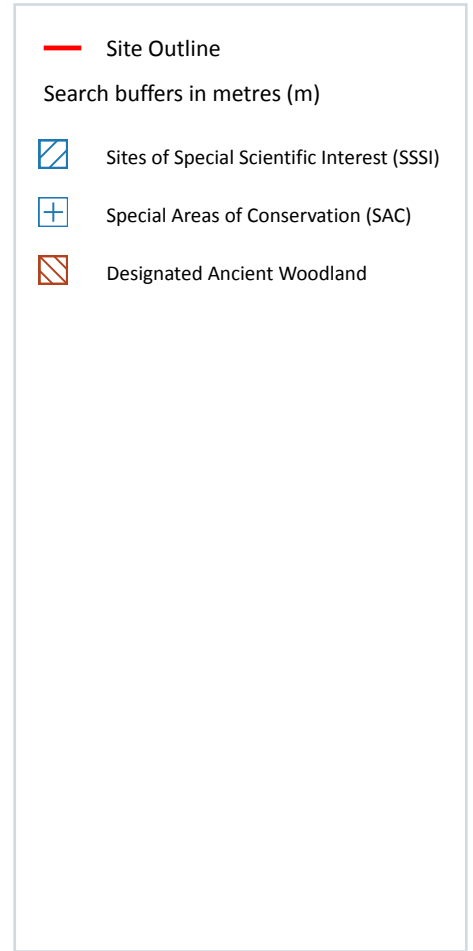 Site Outline
Search buffers in metres (m)
Sites of Special Scientific Interest (SSSI)
Special Areas of Conservation (SAC)
Designated Ancient Woodland